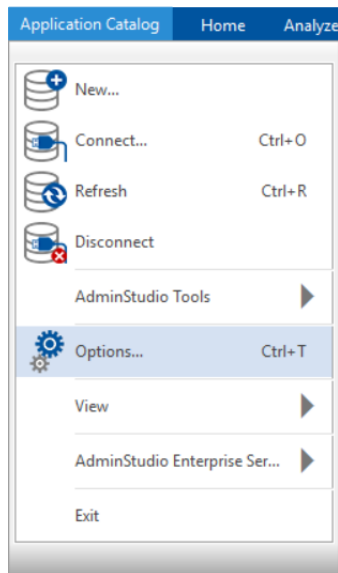 Application Catalog Home Analyze
New...
Connect... Ctrl+O
Refresh Ctrl+R
Disconnect
AdminStudio Tools
Options... Ctrl+T
View
AdminStudio Enterprise Ser...
Exit